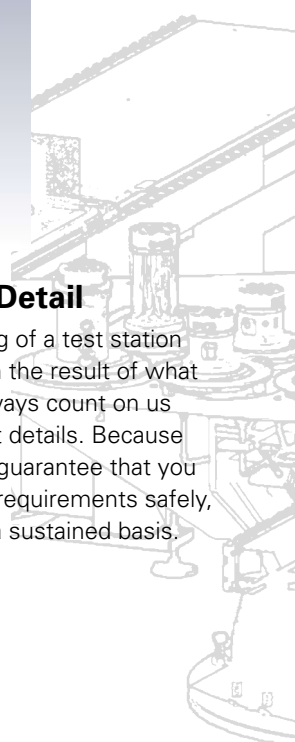 Detail
g of a test station
n the result of what
ays count on us
t details. Because
guarantee that you
requirements safely,
n sustained basis.